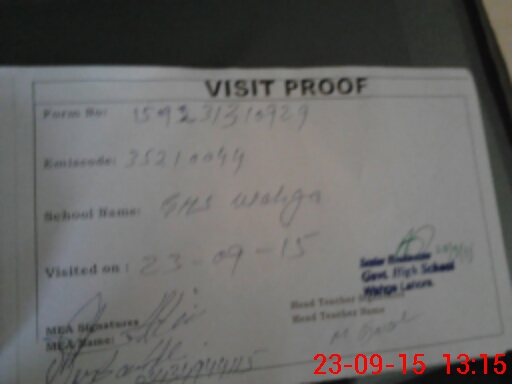 VISIT PROOF
Form No: 159231310929
Emiscode: 35210044
School Name: GHS Wahga
Visited on : 23-09-15
Senior Headmaster
Govt. High School
Wahga Lahore.
Head Teacher Signature
Head Teacher Name
MEA Signatures
MEA Name:
23-09-15 13:15